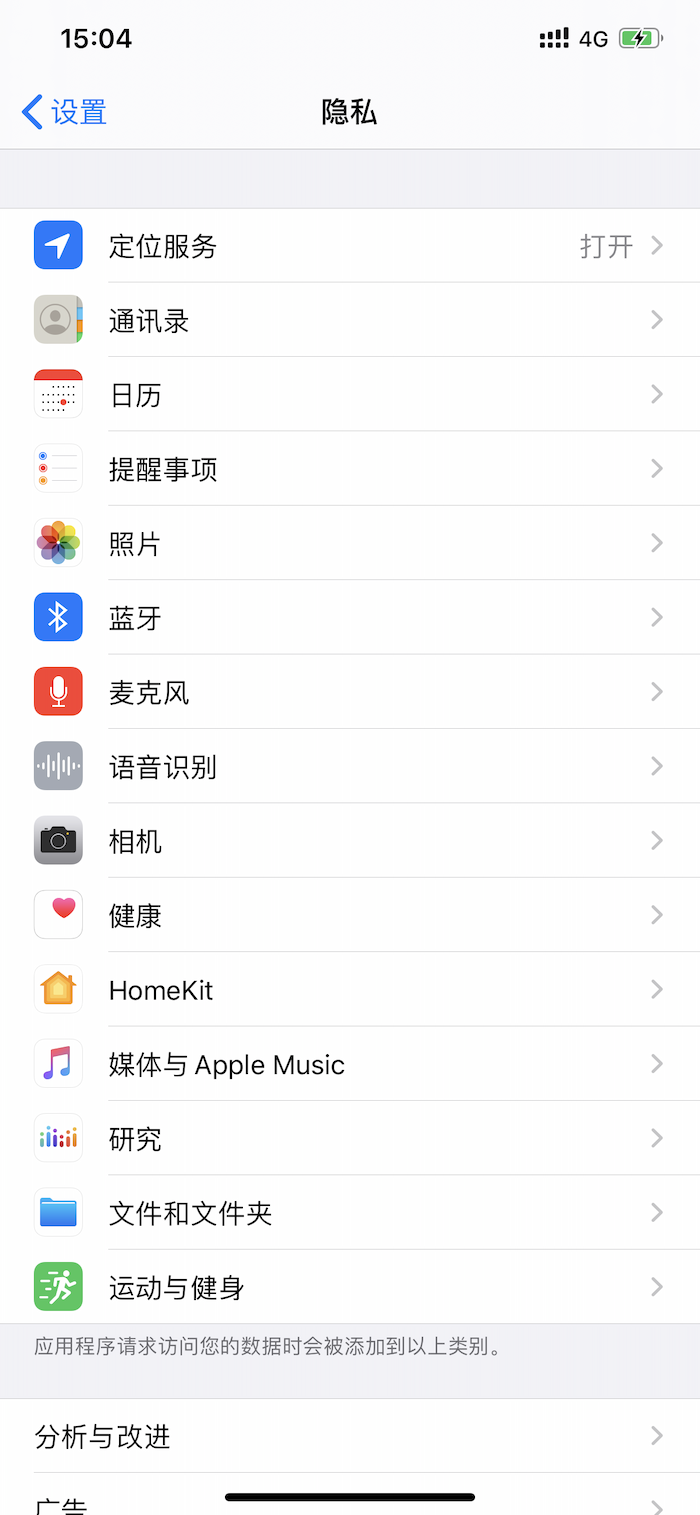 15:04
4G
设置
隐私
定位服务
打开
通讯录
日历
提醒事项
照片
蓝牙
麦克风
语音识别
相机
健康
HomeKit
媒体与 Apple Music
研究
文件和文件夹
运动与健身
应用程序请求访问您的数据时会被添加到以上类别。
分析与改进
广告